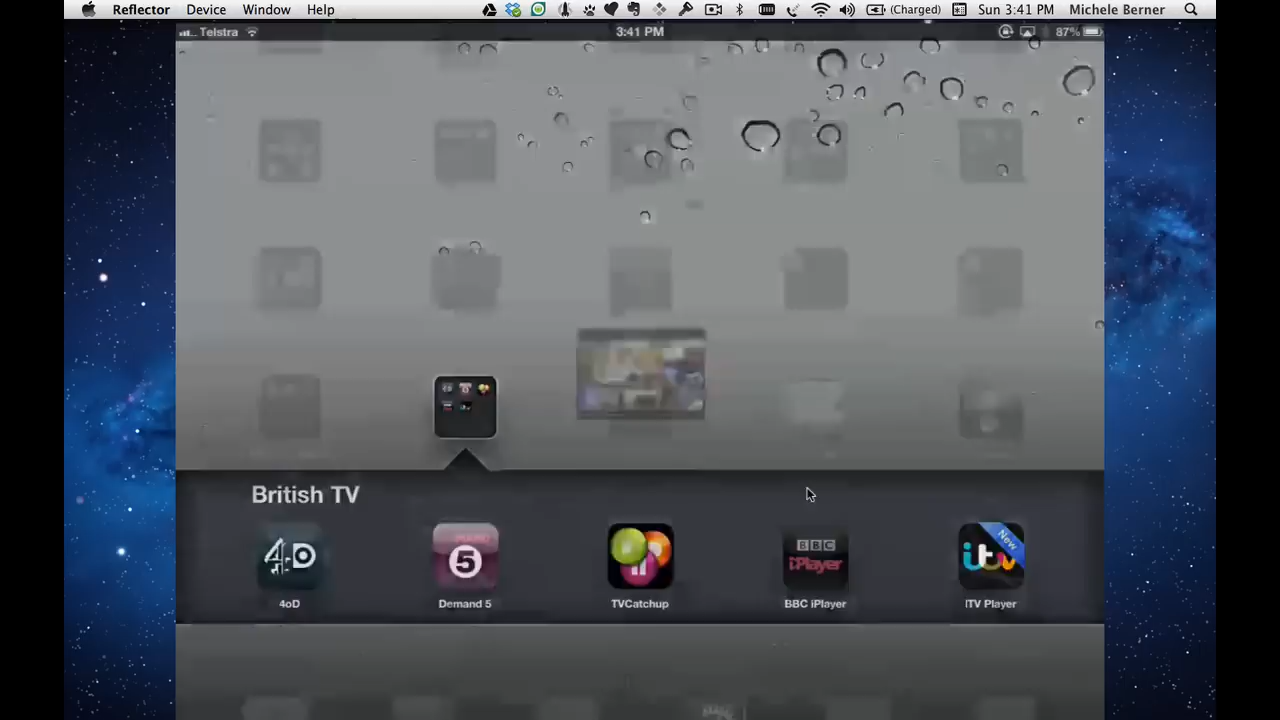 Reflector Device Window Help (Charged) Sun 3:41 PM Michele Berner
Telstra 3:41 PM 87%
British TV
4oD
5
BBC
iPlayer
itv
New
4oD Demand 5 TVCatchup BBC iPlayer ITV Player